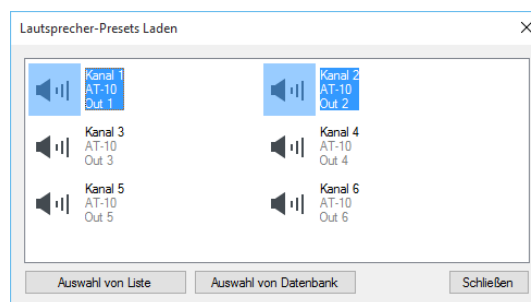 Lautsprecher-Presets Laden
Kanal 1
AT-10
Out 1
Kanal 2
AT-10
Out 2
Kanal 3
AT-10
Out 3
Kanal 4
AT-10
Out 4
Kanal 5
AT-10
Out 5
Kanal 6
AT-10
Out 6
Auswahl von Liste
Auswahl von Datenbank
Schließen